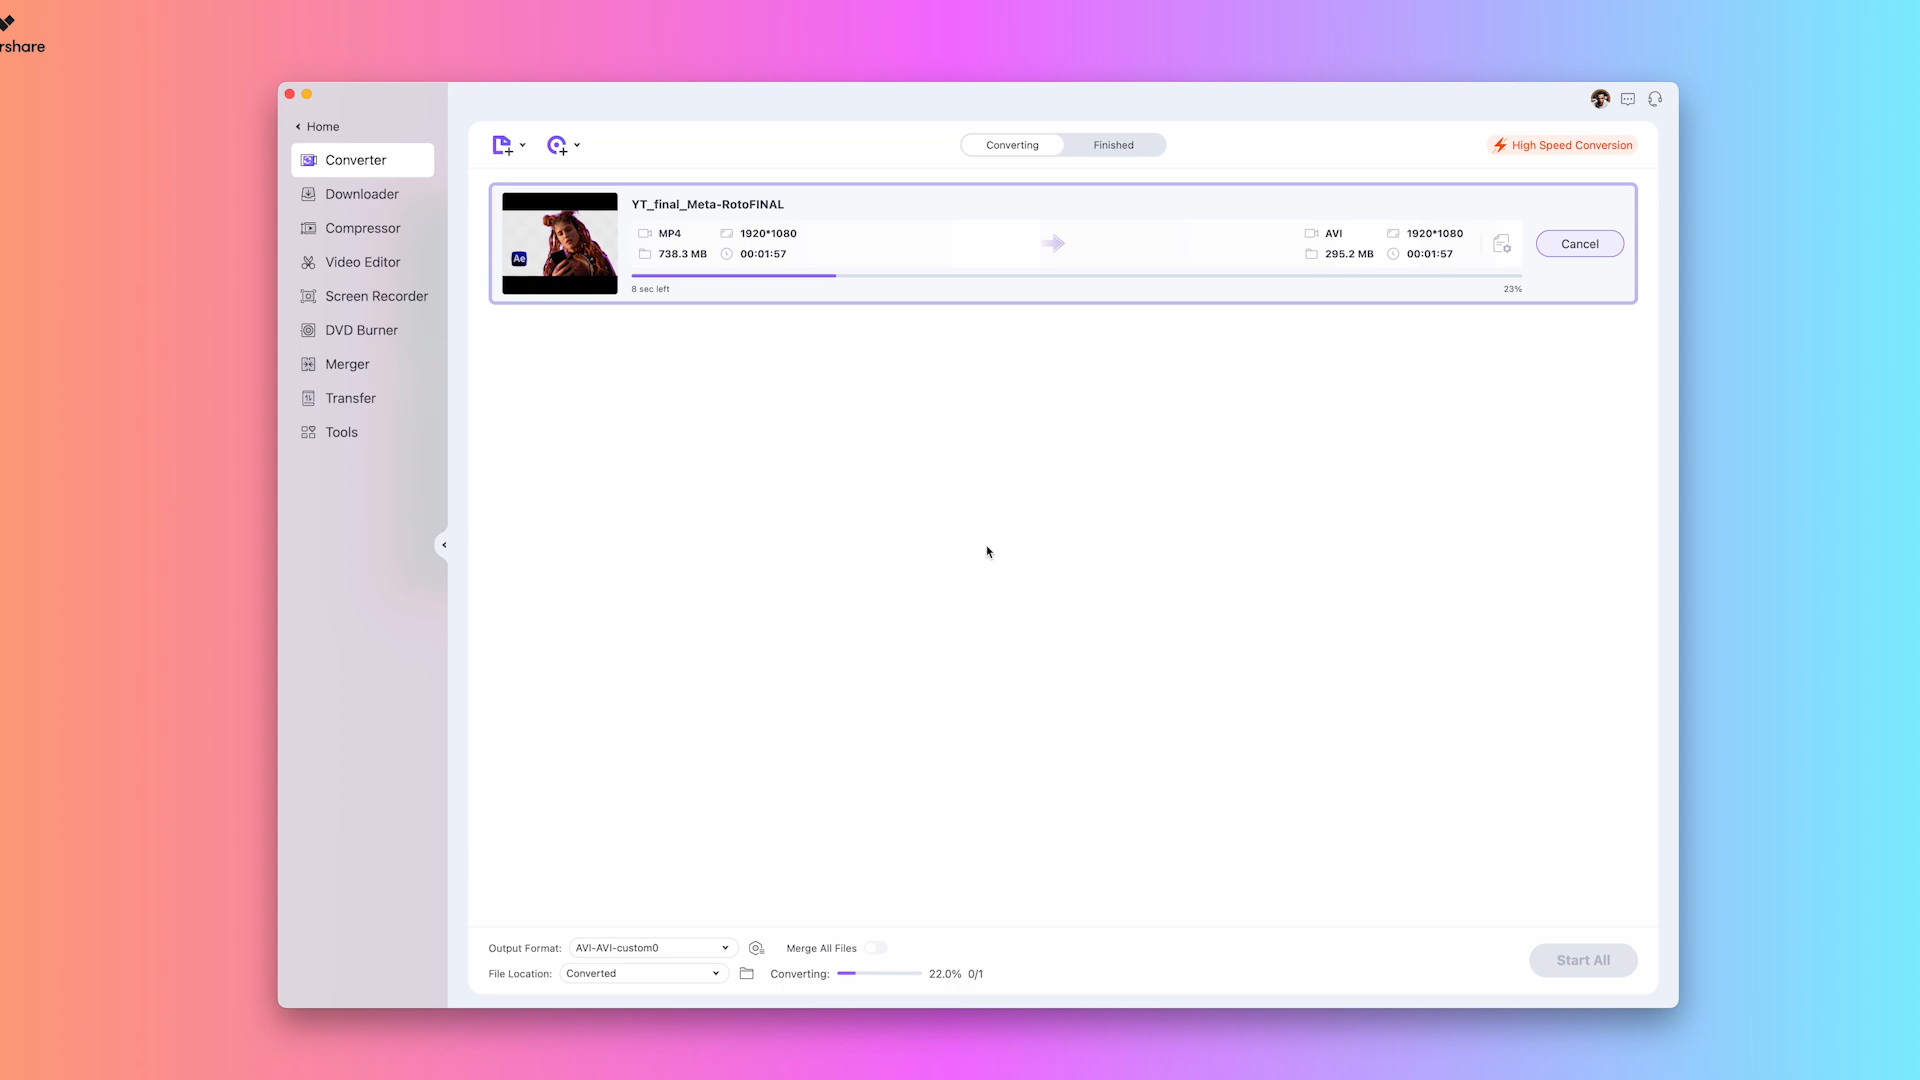 rshare
Home
Converter
Downloader
Compressor
Video Editor
Screen Recorder
DVD Burner
Merger
Transfer
Tools
Converting
Finished
High Speed Conversion
YT_final_Meta-RotoFINAL
MP4 1920*1080
738.3 MB 00:01:57
AVI 1920*1080
295.2 MB 00:01:57
Cancel
Ae
8 sec left
23%
Output Format: AVI-AVI-custom0
Merge All Files
File Location: Converted
Converting: 22.0% 0/1
Start All